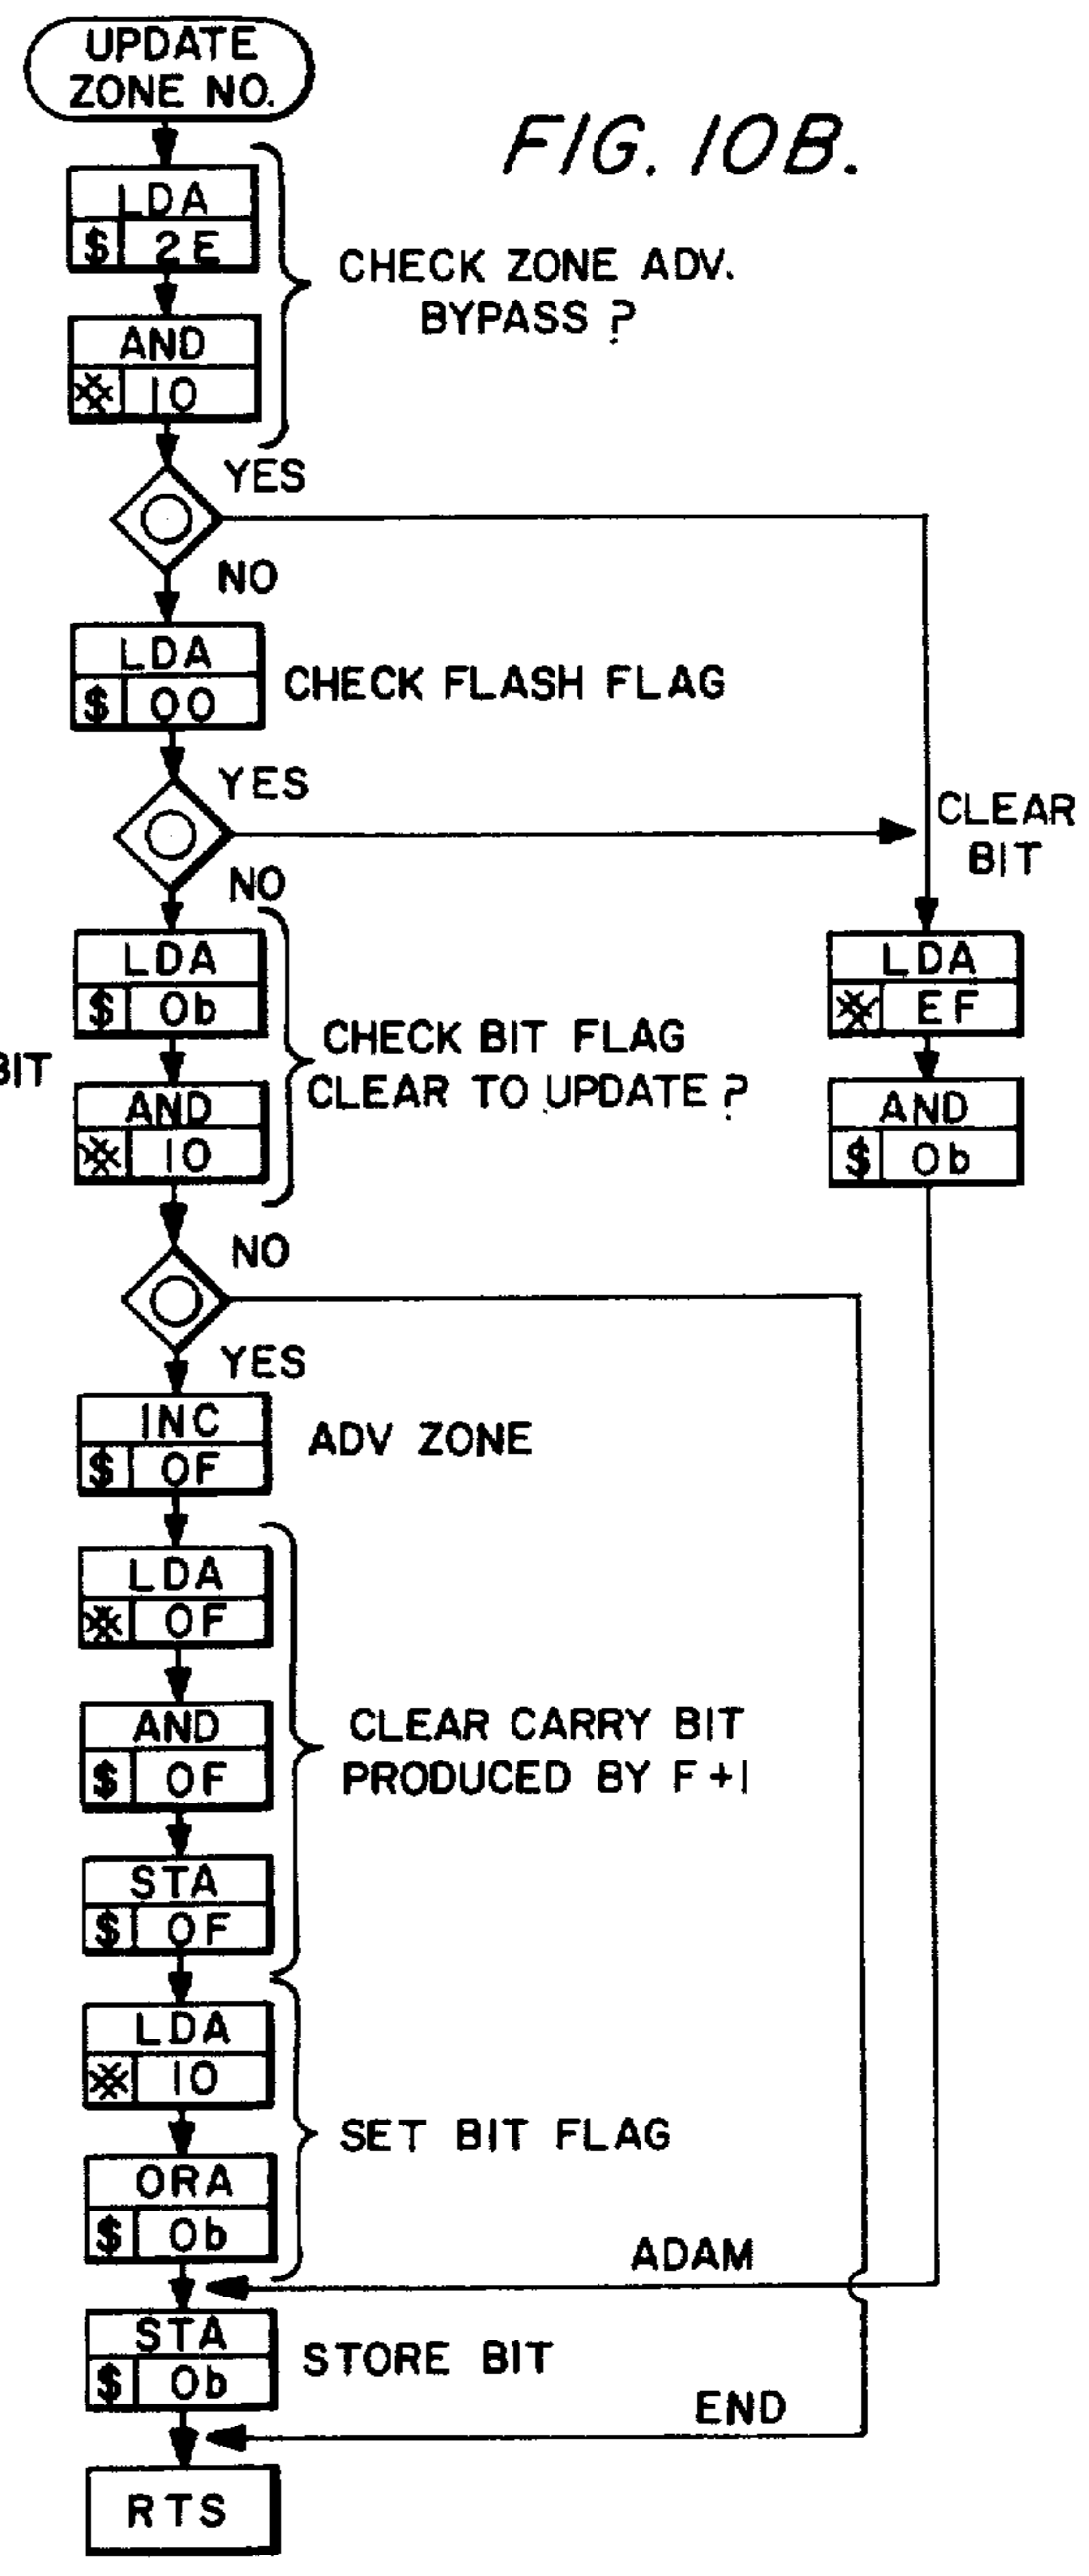 UPDATE
ZONE NO.
FIG. 10B.
LDA
$ 2E
CHECK ZONE ADV.
BYPASS ?
AND
※ 10
YES
NO
LDA
$ 00
CHECK FLASH FLAG
YES
CLEAR
BIT
NO
LDA
$ 0b
LDA
※ EF
CHECK BIT FLAG
CLEAR TO UPDATE ?
BIT
AND
※ 10
AND
$ 0b
NO
YES
INC
$ 0F
ADV ZONE
LDA
※ 0F
AND
$ 0F
CLEAR CARRY BIT
PRODUCED BY F+1
STA
$ 0F
LDA
※ 10
SET BIT FLAG
ORA
$ 0b
ADAM
STA
$ 0b
STORE BIT
END
RTS